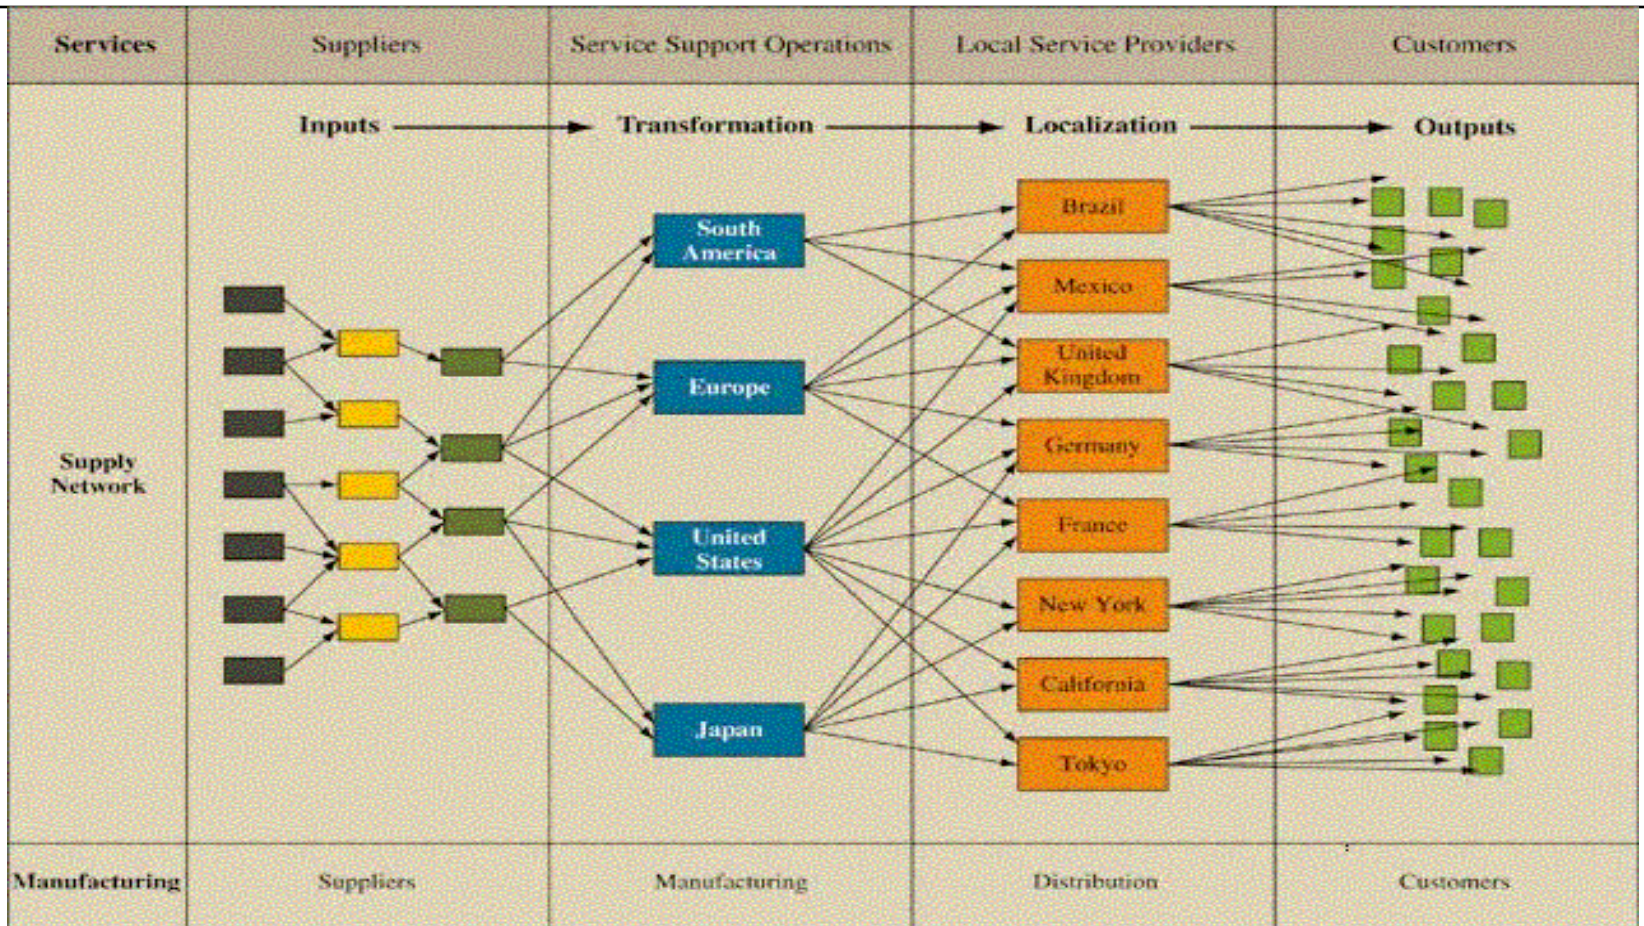 Services
Suppliers
Service Support Operations
Local Service Providers
Customers
Inputs
Transformation
Localization
Outputs
South
America
Europe
United
States
Japan
Brazil
Mexico
United
Kingdom
Germany
France
New York
California
Tokyo
Supply
Network
Manufacturing
Suppliers
Manufacturing
Distribution
Customers